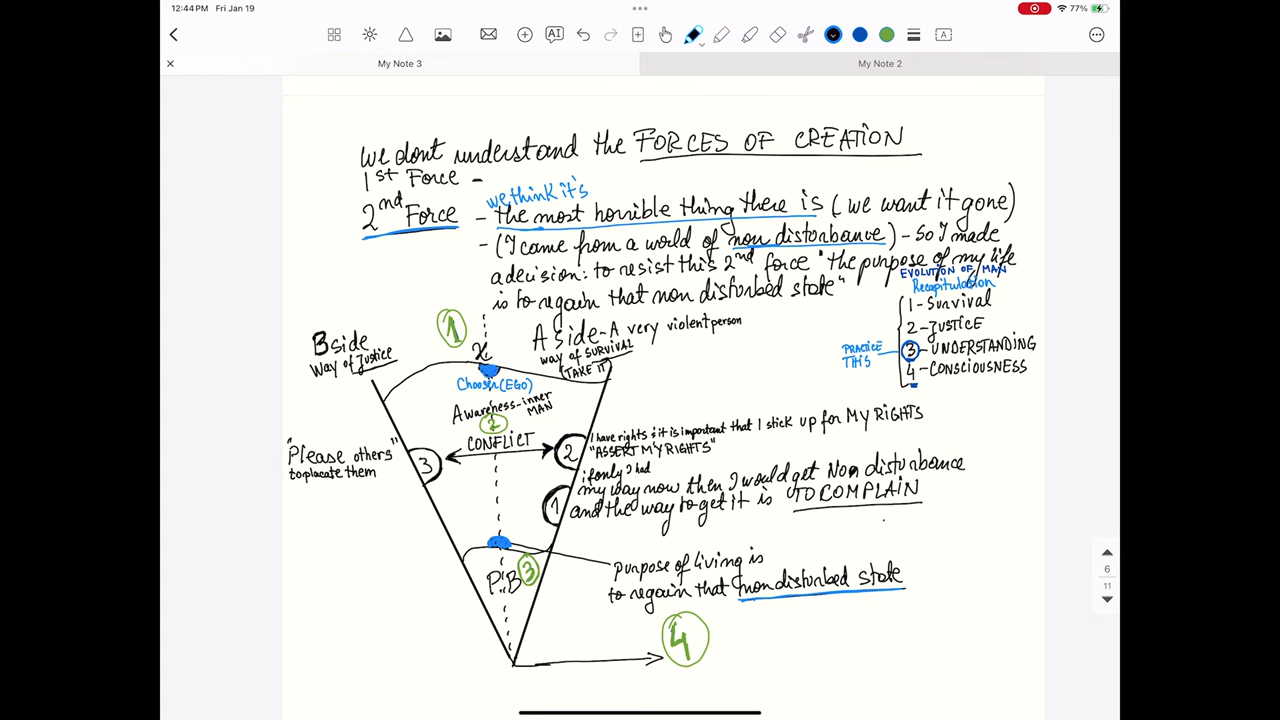 12:44 PM Fri Jan 19
77%
AI
A
My Note 3
My Note 2
We dont understand the FORCES OF CREATION
1st Force -
we think it's
2nd Force - the most horrible thing there is (we want it gone)
- (I came from a world of non disturbance) - So I made
a decision: to resist this 2nd force "the purpose of my life
is to regain that non disturbed state"
EVOLUTION OF MAN
Recapitulation
1 - Survival
2 - JUSTICE
PRACTICE THIS
3 - UNDERSTANDING
4 - CONSCIOUSNESS
1
B side
Way of Justice
A side - A very violent person
way of SURVIVAL
(TAKE IT)
X
Chooser (EGO)
Awareness - inner
MAN
2
CONFLICT
"Please others"
to placate them
3
2
I have rights & it is important that I stick up for MY RIGHTS
"ASSERT MY RIGHTS"
if only I had
my way now then I would get Non disturbance
1
and the way to get it is TO COMPLAIN
purpose of living is
to regain that non disturbed state
P.B
3
4
6
11